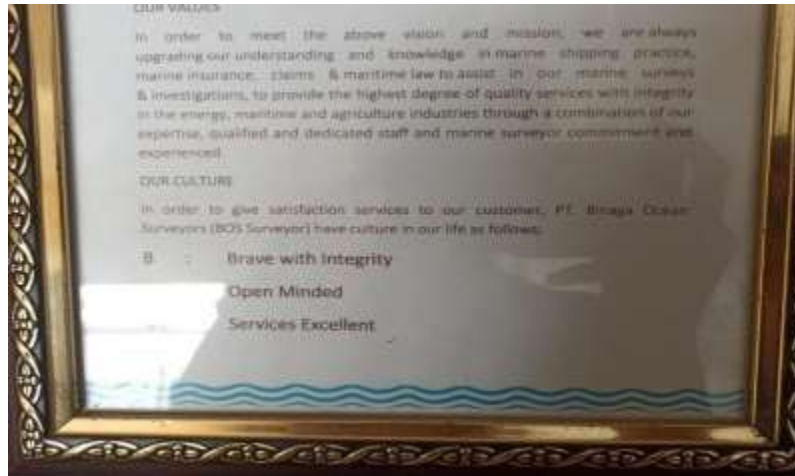 OUR VALUES
In order to meet the above vision and mission, we are always
upgrading our understanding and knowledge in marine shipping practice,
marine insurance, claims & maritime law to assist in our marine surveys
& investigations, to provide the highest degree of quality services with integrity
in the energy, maritime and agriculture industries through a combination of our
expertise, qualified and dedicated staff and marine surveyor commitment and
experienced
OUR CULTURE
In order to give satisfaction services to our customer, PT. Binaga Ocean
Surveyors (BOS Surveyor) have culture in our life as follows;
B : Brave with Integrity
Open Minded
Services Excellent